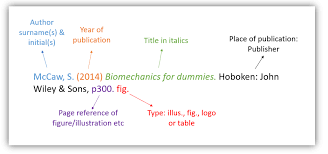 Author
surname(s) &
initial(s)
Year of
publication
Title in italics
Place of publication:
Publisher
McCaw, S. (2014) Biomechanics for dummies. Hoboken: John
Wiley & Sons, p300. fig.
Page reference of
figure/illustration etc
Type: illus., fig., logo
or table